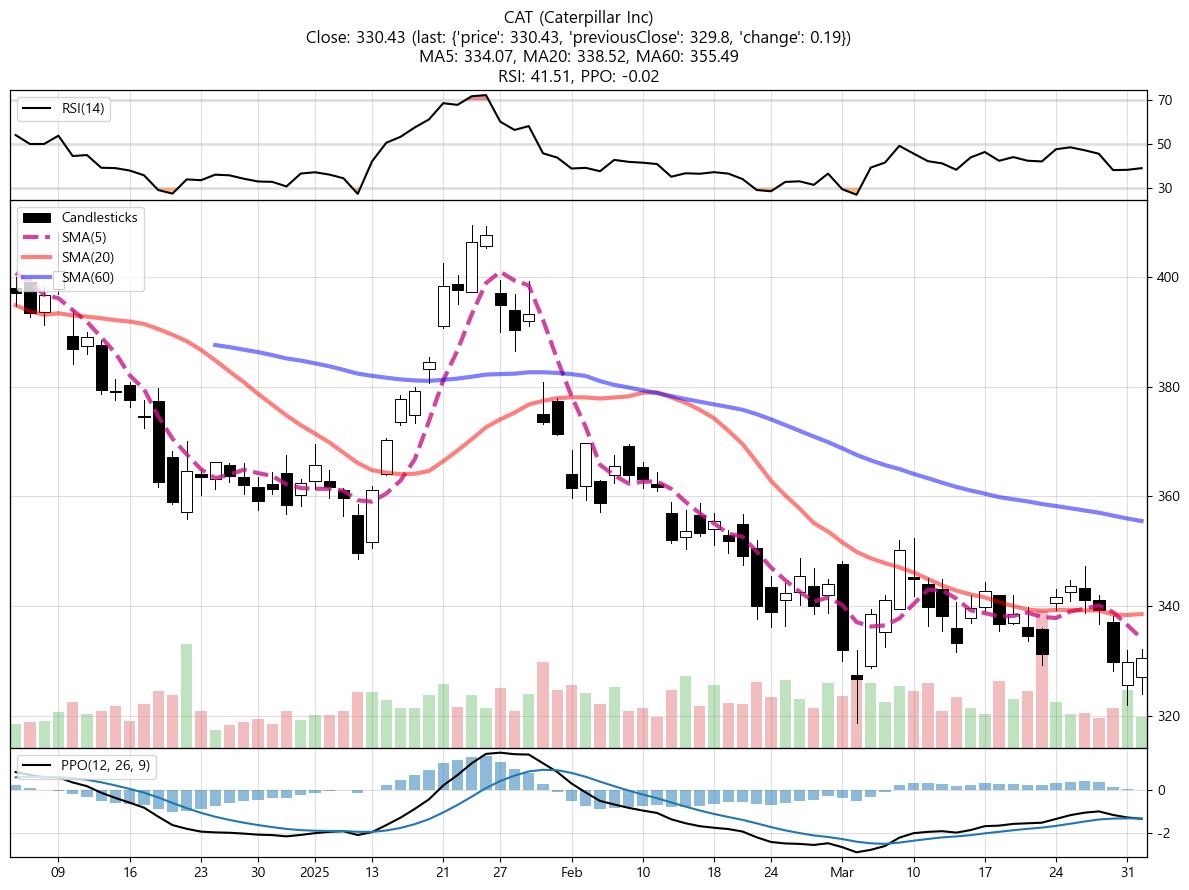 CAT (Caterpillar Inc)
Close: 330.43 (last: {'price': 330.43, 'previousClose': 329.8, 'change': 0.19})
MA5: 334.07, MA20: 338.52, MA60: 355.49
RSI: 41.51, PPO: -0.02
RSI(14)
70
50
30
Candlesticks
SMA(5)
SMA(20)
SMA(60)
400
380
360
340
320
PPO(12, 26, 9)
0
-2
09 16 23 30 2025 13 21 27 Feb 10 18 24 Mar 10 17 24 31